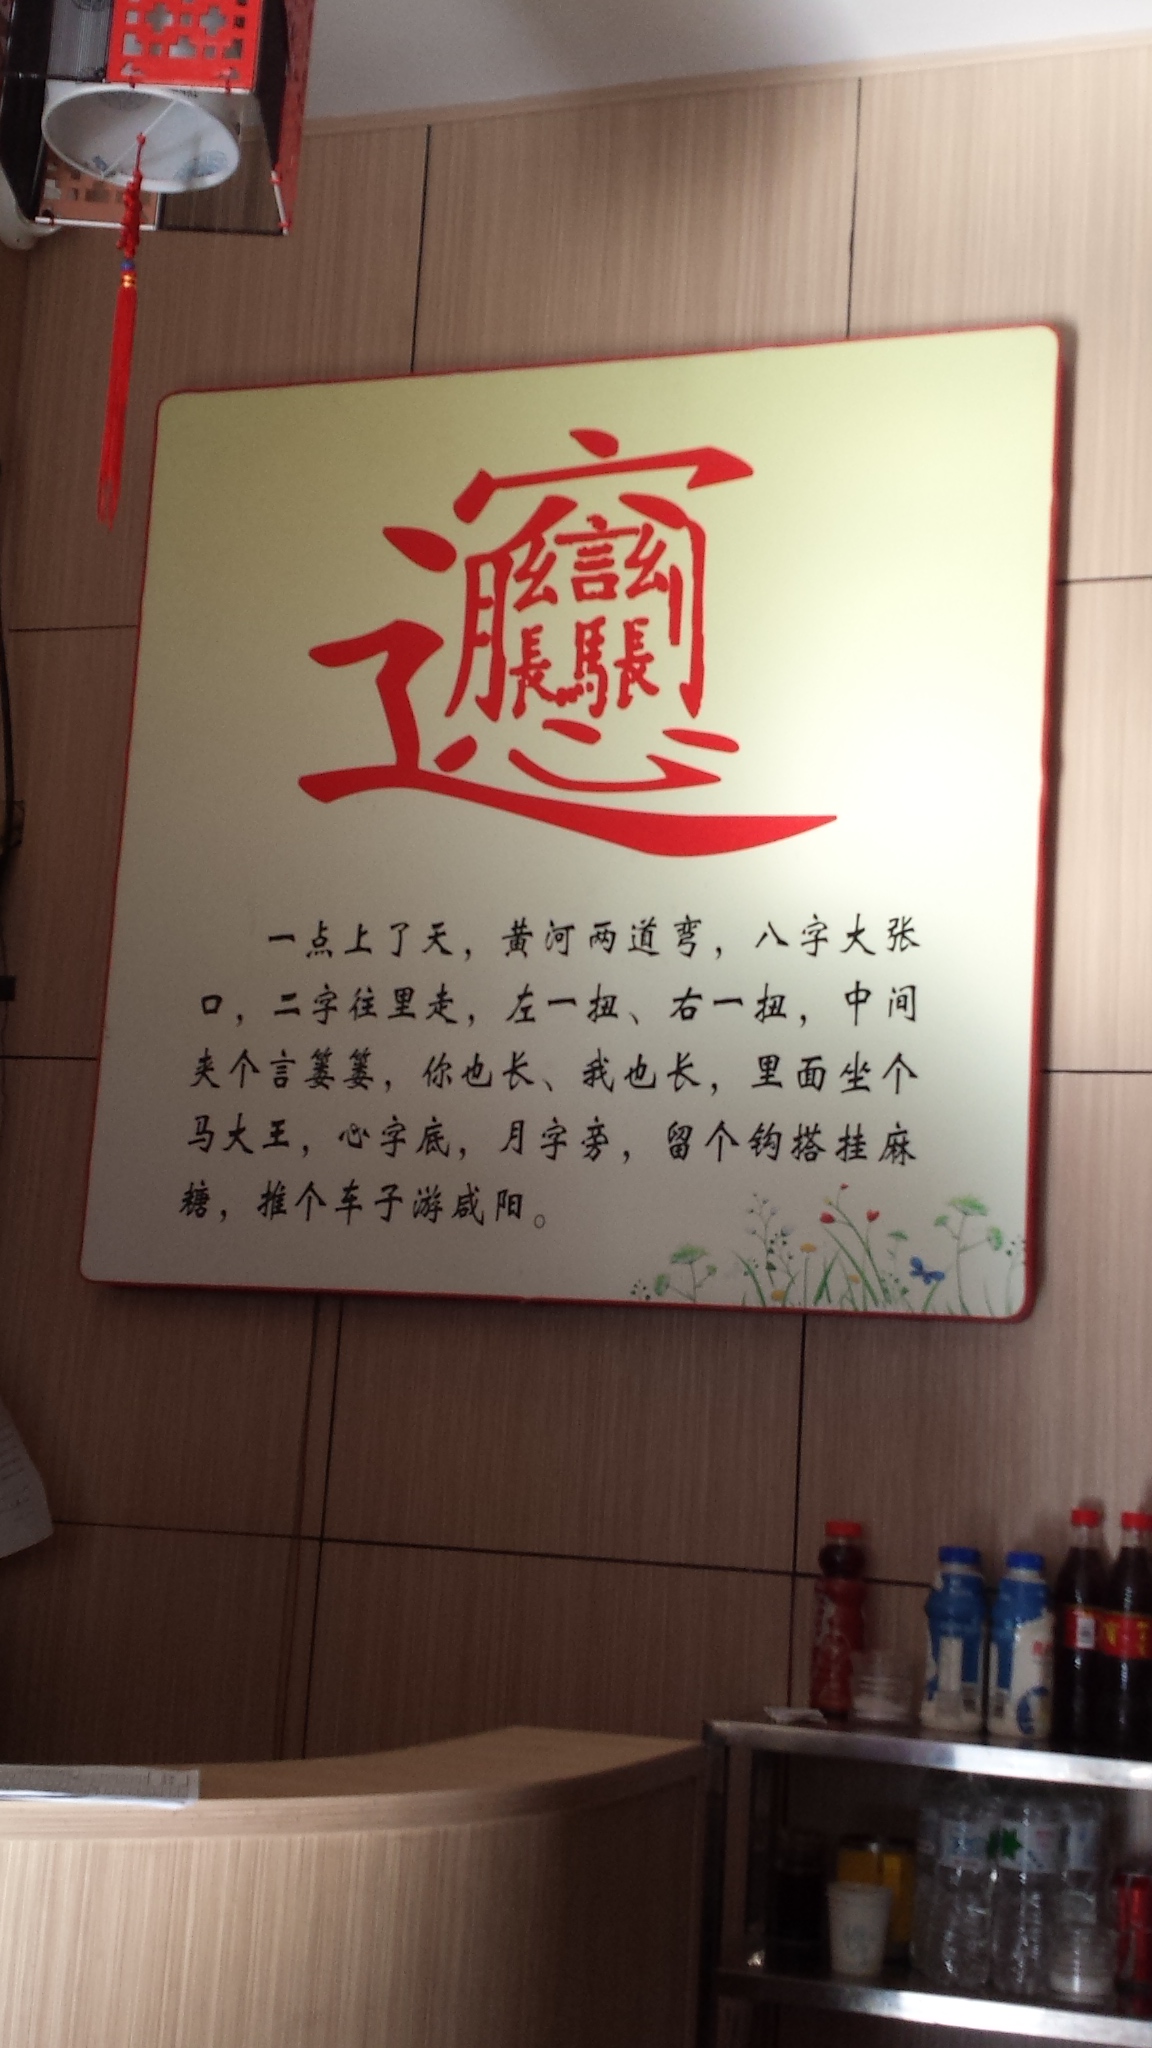 𰻞
一点上了天，黄河两道弯，八字大张
口，二字往里走，左一扭、右一扭，中间
夹个言篓篓，你也长、我也长，里面坐个
马大王，心字底，月字旁，留个钩搭挂麻
糖，推个车子游咸阳。